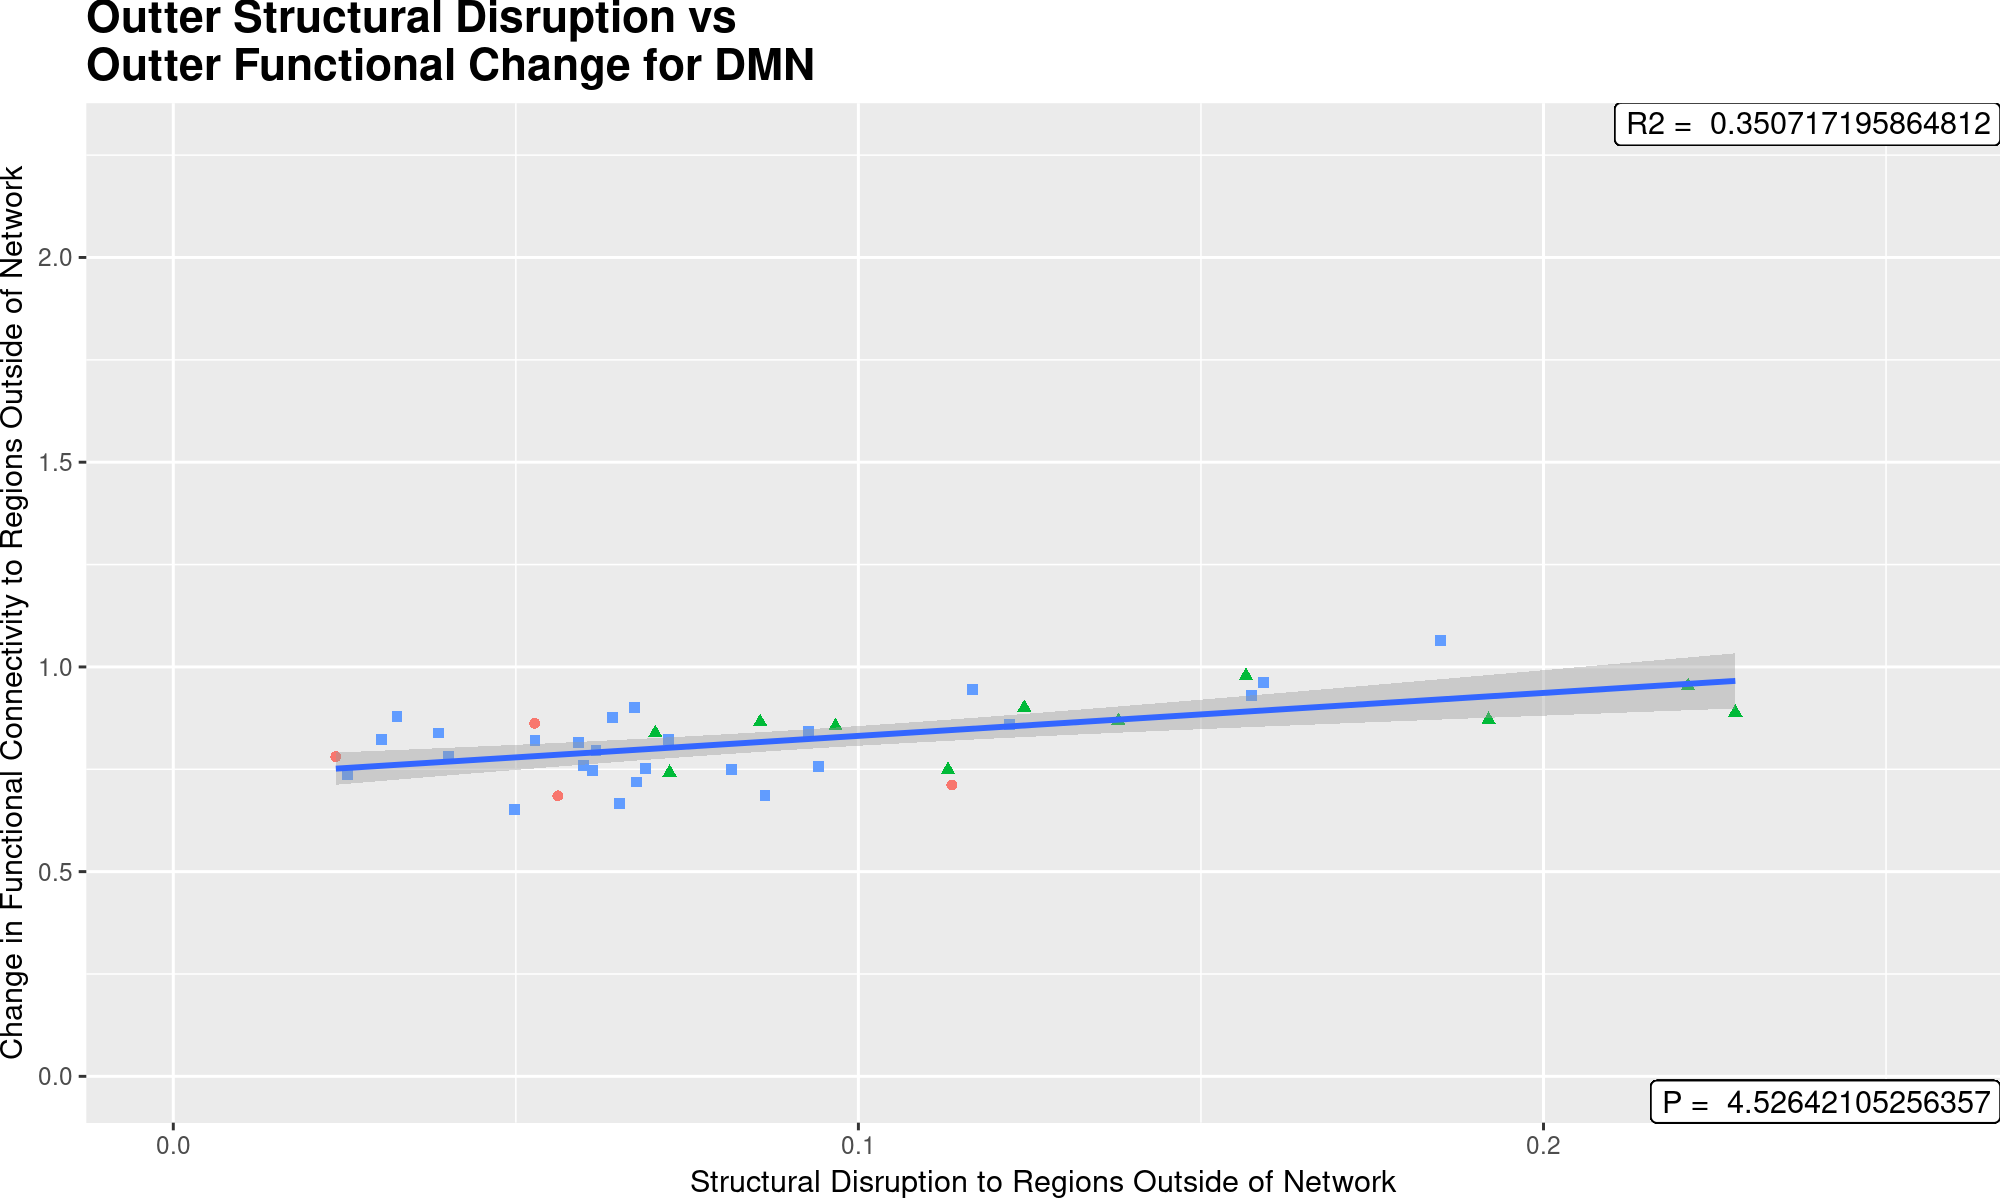 Outter Structural Disruption vs
Outter Functional Change for DMN
R2 = 0.350717195864812
Change in Functional Connectivity to Regions Outside of Network
2.0
1.5
1.0
0.5
0.0
P = 4.52642105256357
0.0
0.1
0.2
Structural Disruption to Regions Outside of Network